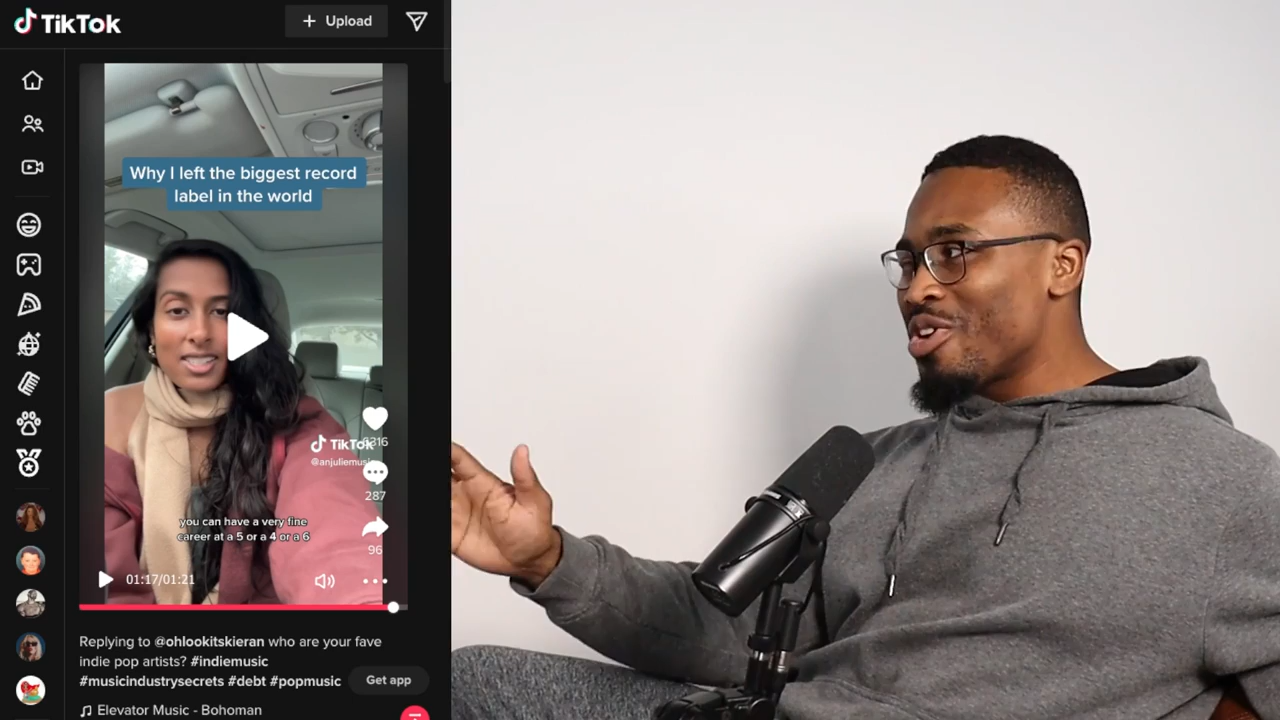 TikTok
+ Upload
Why I left the biggest record
label in the world
TikTok
6316
@anjuliemusic
287
you can have a very fine
career at a 5 or a 4 or a 6
96
01:17/01:21
Replying to @ohlookitskieran who are your fave
indie pop artists? #indiemusic
#musicindustrysecrets #debt #popmusic
Get app
Elevator Music - Bohoman